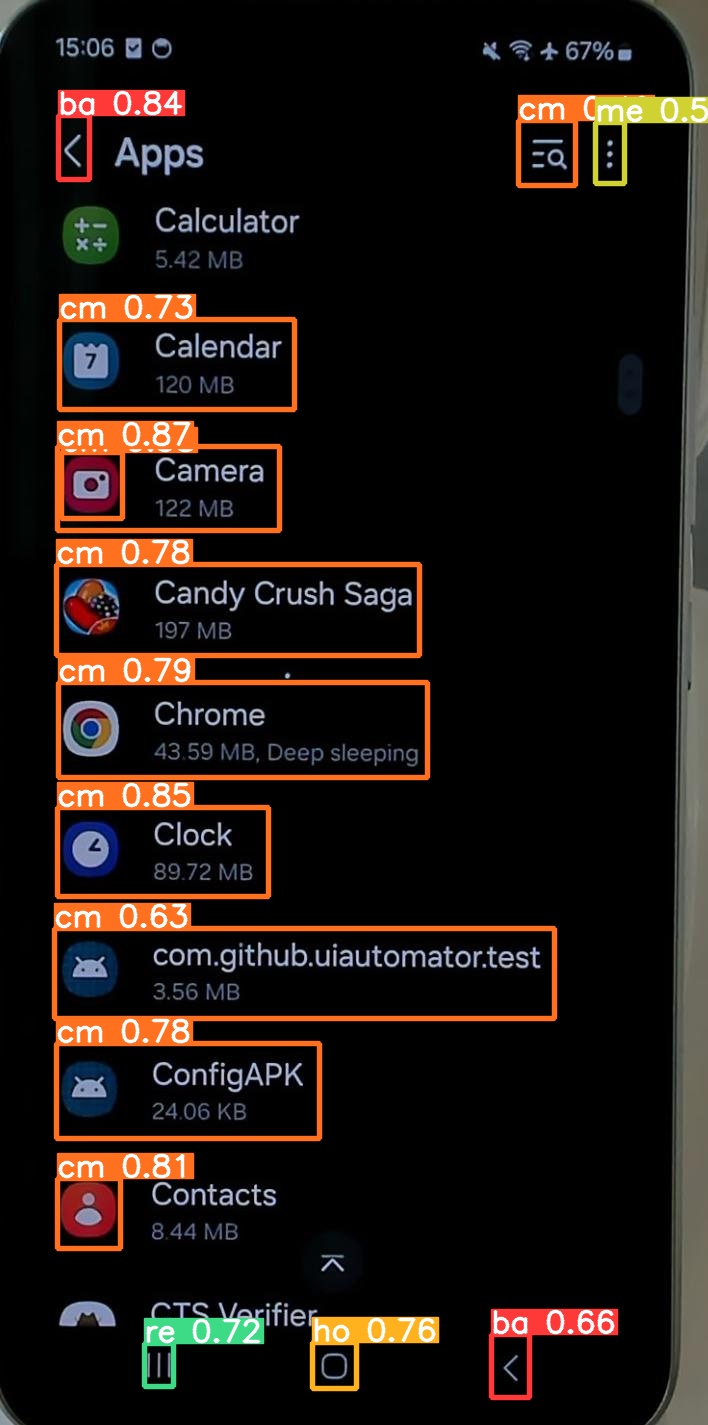 15:06 67%
ba 0.84
cm 0. me 0.5
Apps
Calculator
5.42 MB
cm 0.73
7
Calendar
120 MB
cm 0.87
Camera
122 MB
cm 0.78
Candy Crush Saga
197 MB
cm 0.79
Chrome
43.59 MB, Deep sleeping
cm 0.85
Clock
89.72 MB
cm 0.63
com.github.uiautomator.test
3.56 MB
cm 0.78
ConfigAPK
24.06 KB
cm 0.81
Contacts
8.44 MB
CTS Verifier
re 0.72 ho 0.76 ba 0.66